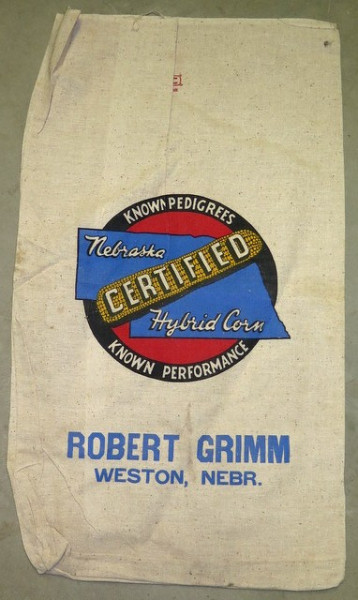 KNOWN PEDIGREES
Nebraska
CERTIFIED
Hybrid Corn
KNOWN PERFORMANCE
ROBERT GRIMM
WESTON, NEBR.